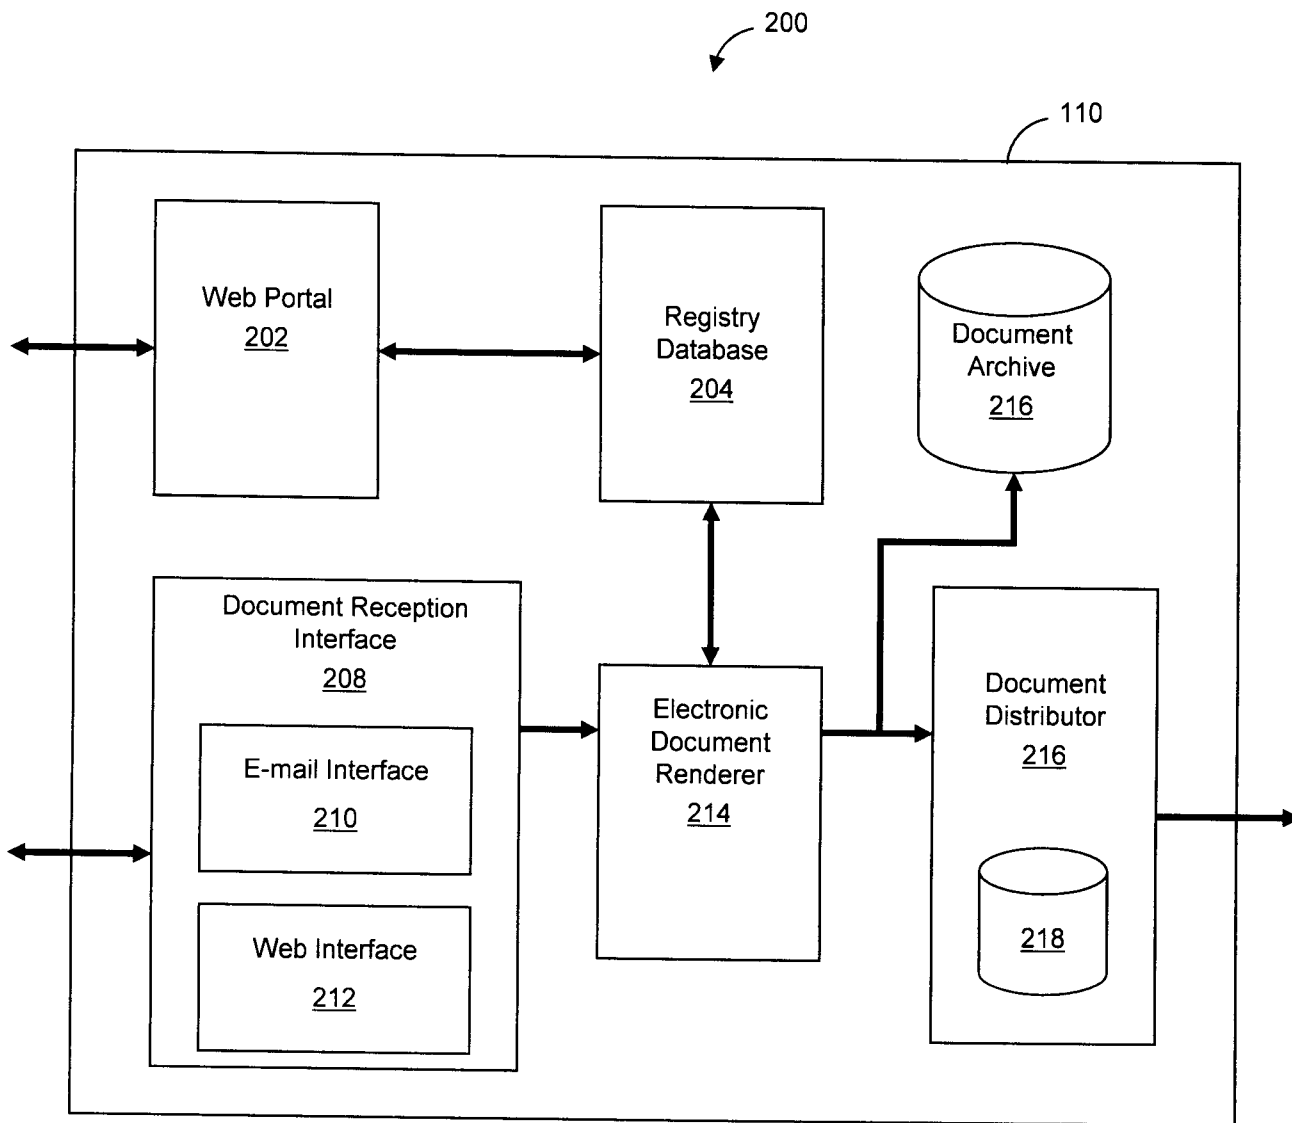 200
110
Web Portal
202
Registry
Database
204
Document
Archive
216
Document Reception
Interface
208
E-mail Interface
210
Web Interface
212
Electronic
Document
Renderer
214
Document
Distributor
216
218